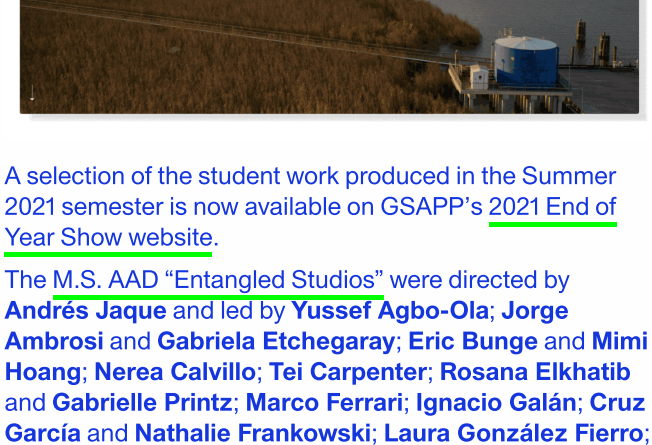 A selection of the student work produced in the Summer
2021 semester is now available on GSAPP’s 2021 End of
Year Show website.
The M.S. AAD “Entangled Studios” were directed by
Andrés Jaque and led by Yussef Agbo-Ola; Jorge
Ambrosi and Gabriela Etchegaray; Eric Bunge and Mimi
Hoang; Nerea Calvillo; Tei Carpenter; Rosana Elkhatib
and Gabrielle Printz; Marco Ferrari; Ignacio Galán; Cruz
García and Nathalie Frankowski; Laura González Fierro;